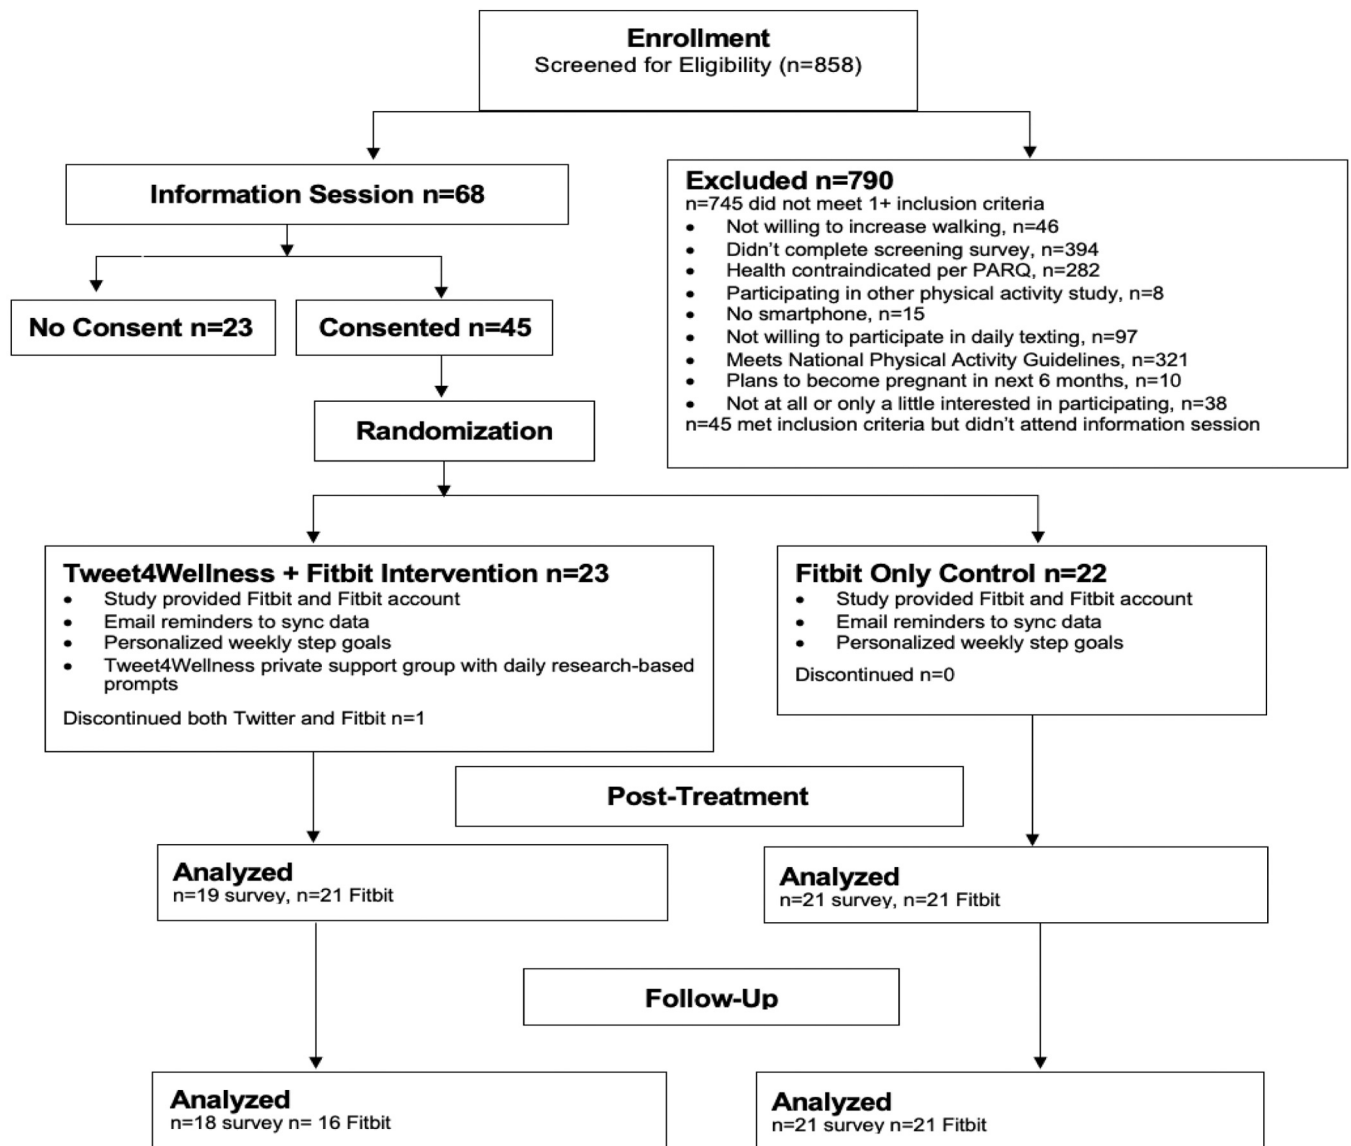 Enrollment
Screened for Eligibility (n=858)
Information Session n=68
Excluded n=790
n=745 did not meet 1+ inclusion criteria
• Not willing to increase walking, n=46
• Didn’t complete screening survey, n=394
• Health contraindicated per PARQ, n=282
• Participating in other physical activity study, n=8
• No smartphone, n=15
• Not willing to participate in daily texting, n=97
• Meets National Physical Activity Guidelines, n=321
• Plans to become pregnant in next 6 months, n=10
• Not at all or only a little interested in participating, n=38
n=45 met inclusion criteria but didn’t attend information session
No Consent n=23
Consented n=45
Randomization
Tweet4Wellness + Fitbit Intervention n=23
• Study provided Fitbit and Fitbit account
• Email reminders to sync data
• Personalized weekly step goals
• Tweet4Wellness private support group with daily research-based
prompts
Discontinued both Twitter and Fitbit n=1
Fitbit Only Control n=22
• Study provided Fitbit and Fitbit account
• Email reminders to sync data
• Personalized weekly step goals
Discontinued n=0
Post-Treatment
Analyzed
n=19 survey, n=21 Fitbit
Analyzed
n=21 survey, n=21 Fitbit
Follow-Up
Analyzed
n=18 survey n= 16 Fitbit
Analyzed
n=21 survey n=21 Fitbit